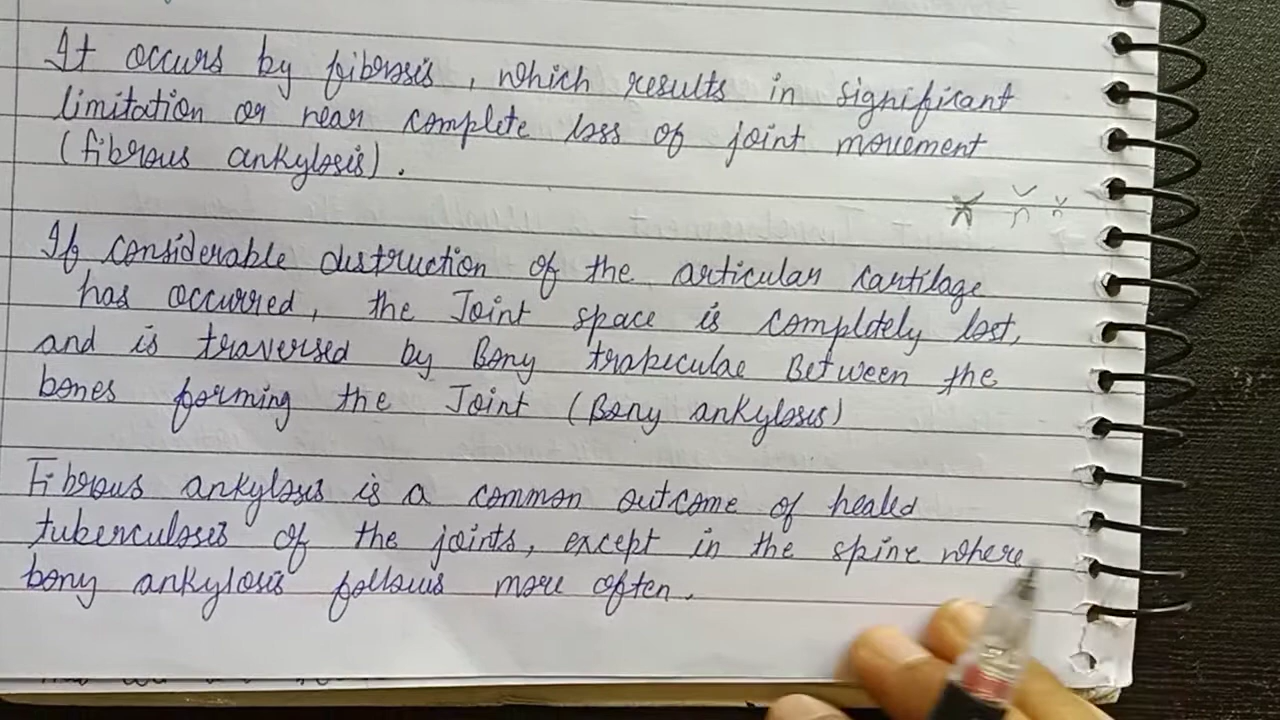 It occurs by fibrosis, which results in significant
limitation or near complete loss of joint movement
(fibrous ankylosis).
If considerable destruction of the articular cartilage
has occurred, the Joint space is completely lost,
and is traversed by Bony trabeculae Between the
bones forming the Joint (Bony ankylosis)
Fibrous ankylosis is a common outcome of healed
tuberculoses of the joints, except in the spine where
bony ankylosis follows more often.